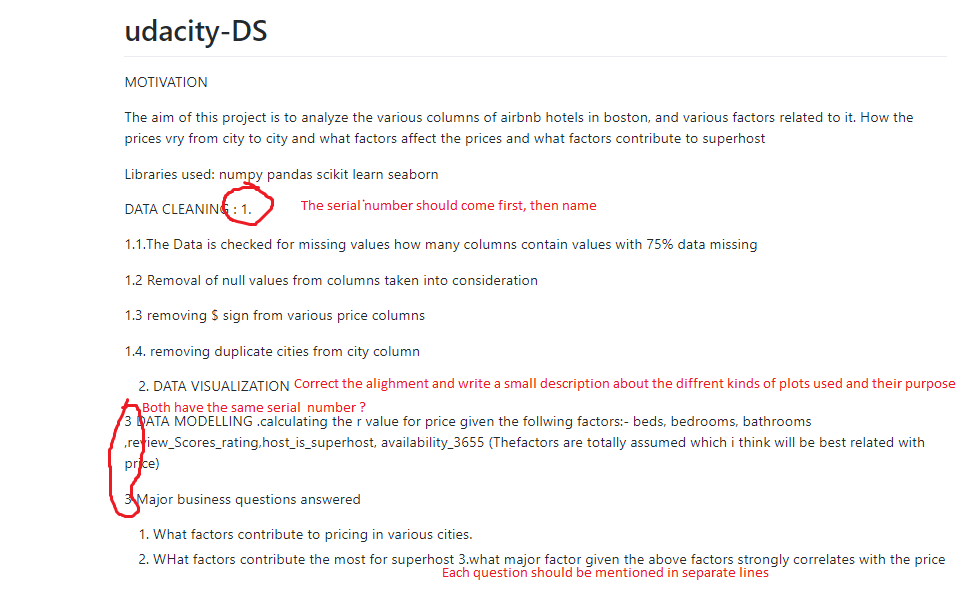 udacity-DS
MOTIVATION
The aim of this project is to analyze the various columns of airbnb hotels in boston, and various factors related to it. How the
prices vry from city to city and what factors affect the prices and what factors contribute to superhost
Libraries used: numpy pandas scikit learn seaborn
DATA CLEANING : 1. The serial number should come first, then name
1.1.The Data is checked for missing values how many columns contain values with 75% data missing
1.2 Removal of null values from columns taken into consideration
1.3 removing $ sign from various price columns
1.4. removing duplicate cities from city column
2. DATA VISUALIZATION Correct the alighment and write a small description about the diffrent kinds of plots used and their purpose
Both have the same serial number ?
3 DATA MODELLING .calculating the r value for price given the follwing factors:- beds, bedrooms, bathrooms
,review_Scores_rating,host_is_superhost, availability_3655 (Thefactors are totally assumed which i think will be best related with
price)
3 Major business questions answered
1. What factors contribute to pricing in various cities.
2. WHat factors contribute the most for superhost 3.what major factor given the above factors strongly correlates with the price
Each question should be mentioned in separate lines